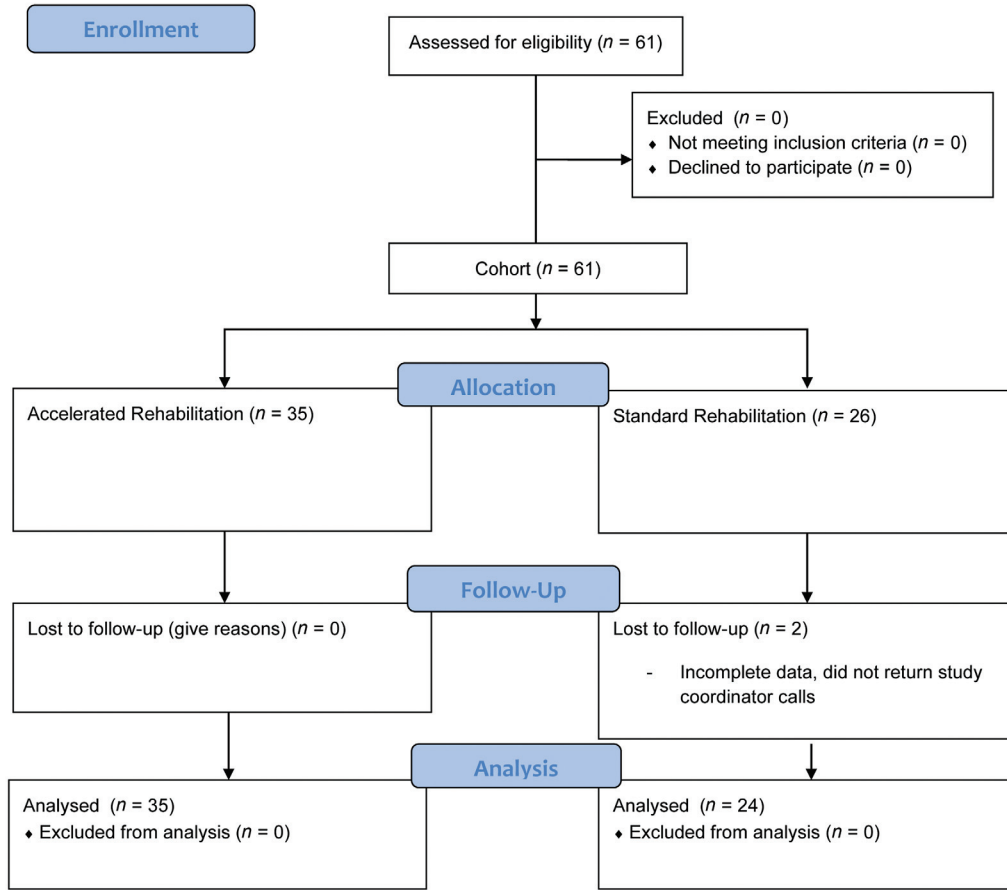 Enrollment
Assessed for eligibility (n = 61)
Excluded (n = 0)
♦ Not meeting inclusion criteria (n = 0)
♦ Declined to participate (n = 0)
Cohort (n = 61)
Allocation
Accelerated Rehabilitation (n = 35)
Standard Rehabilitation (n = 26)
Follow-Up
Lost to follow-up (give reasons) (n = 0)
Lost to follow-up (n = 2)
- Incomplete data, did not return study
coordinator calls
Analysis
Analysed (n = 35)
♦ Excluded from analysis (n = 0)
Analysed (n = 24)
♦ Excluded from analysis (n = 0)